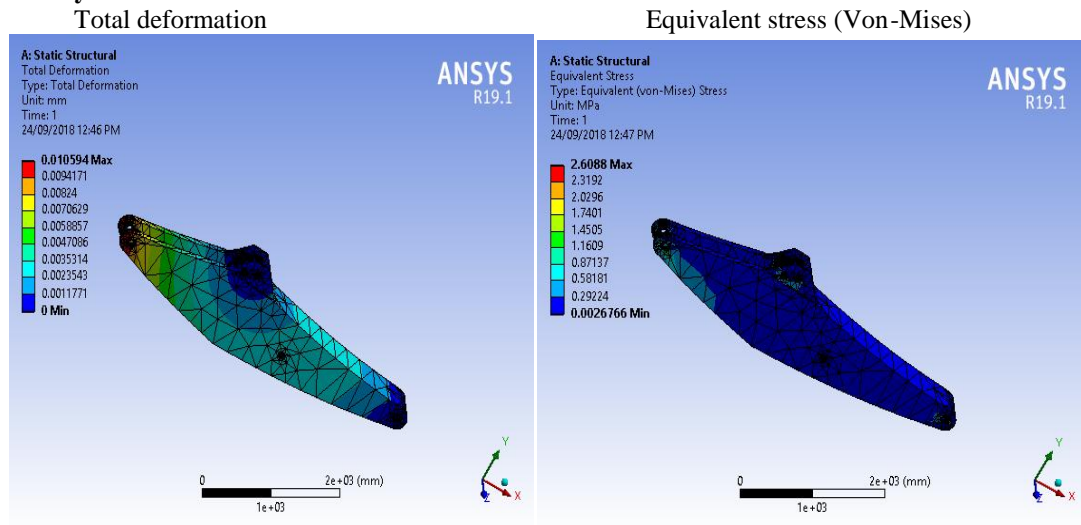 Total deformation
Equivalent stress (Von-Mises)
A: Static Structural
Total Deformation
Type: Total Deformation
Unit: mm
Time: 1
24/09/2018 12:46 PM
ANSYS
R19.1
0.010594 Max
0.0094171
0.00824
0.0070629
0.0058857
0.0047086
0.0035314
0.0023543
0.0011771
0 Min
0
2e+03 (mm)
1e+03
Y
X
Z
A: Static Structural
Equivalent Stress
Type: Equivalent (von-Mises) Stress
Unit: MPa
Time: 1
24/09/2018 12:47 PM
ANSYS
R19.1
2.6088 Max
2.3192
2.0296
1.7401
1.4505
1.1609
0.87137
0.58181
0.29224
0.0026766 Min
0
2e+03 (mm)
1e+03
Y
X
Z